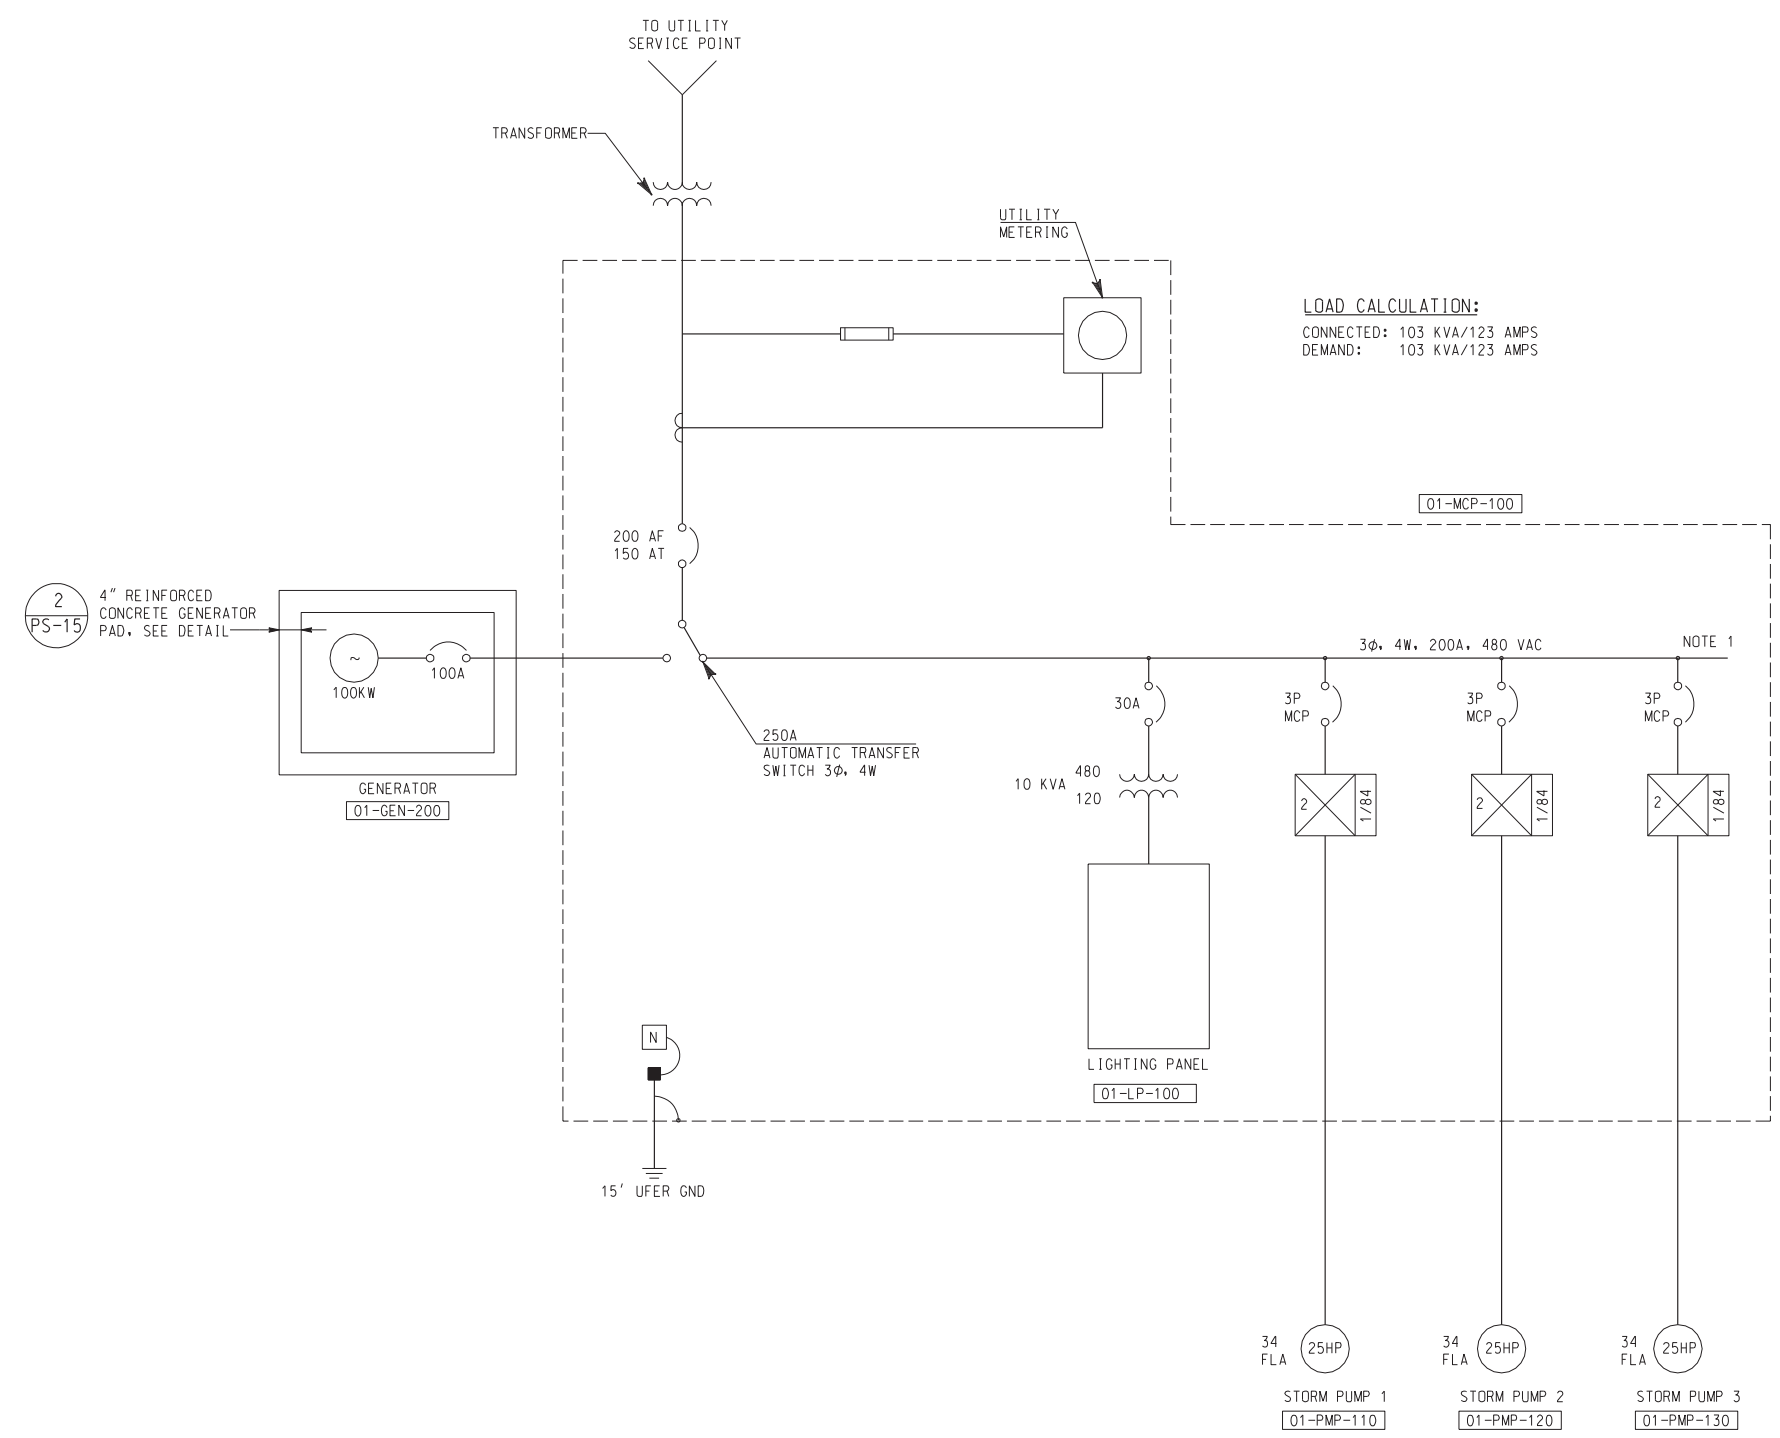 TO UTILITY
SERVICE POINT
TRANSFORMER
UTILITY
METERING
LOAD CALCULATION:
CONNECTED: 103 KVA/123 AMPS
DEMAND: 103 KVA/123 AMPS
01-MCP-100
200 AF
150 AT
2
PS-15
4" REINFORCED
CONCRETE GENERATOR
PAD, SEE DETAIL
~
100KW
100A
GENERATOR
01-GEN-200
250A
AUTOMATIC TRANSFER
SWITCH 3Ø, 4W
3Ø, 4W, 200A, 480 VAC
NOTE 1
30A
3P
MCP
3P
MCP
3P
MCP
10 KVA
480
120
2
1/84
2
1/84
2
1/84
N
LIGHTING PANEL
01-LP-100
15' UFER GND
34
FLA
25HP
34
FLA
25HP
34
FLA
25HP
STORM PUMP 1
01-PMP-110
STORM PUMP 2
01-PMP-120
STORM PUMP 3
01-PMP-130